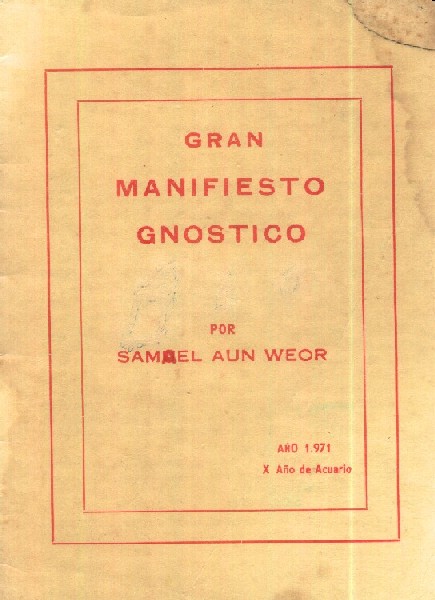 GRAN
MANIFIESTO
GNOSTICO
POR
SAMAEL AUN WEOR
AÑO 1.971
X Año de Acuario